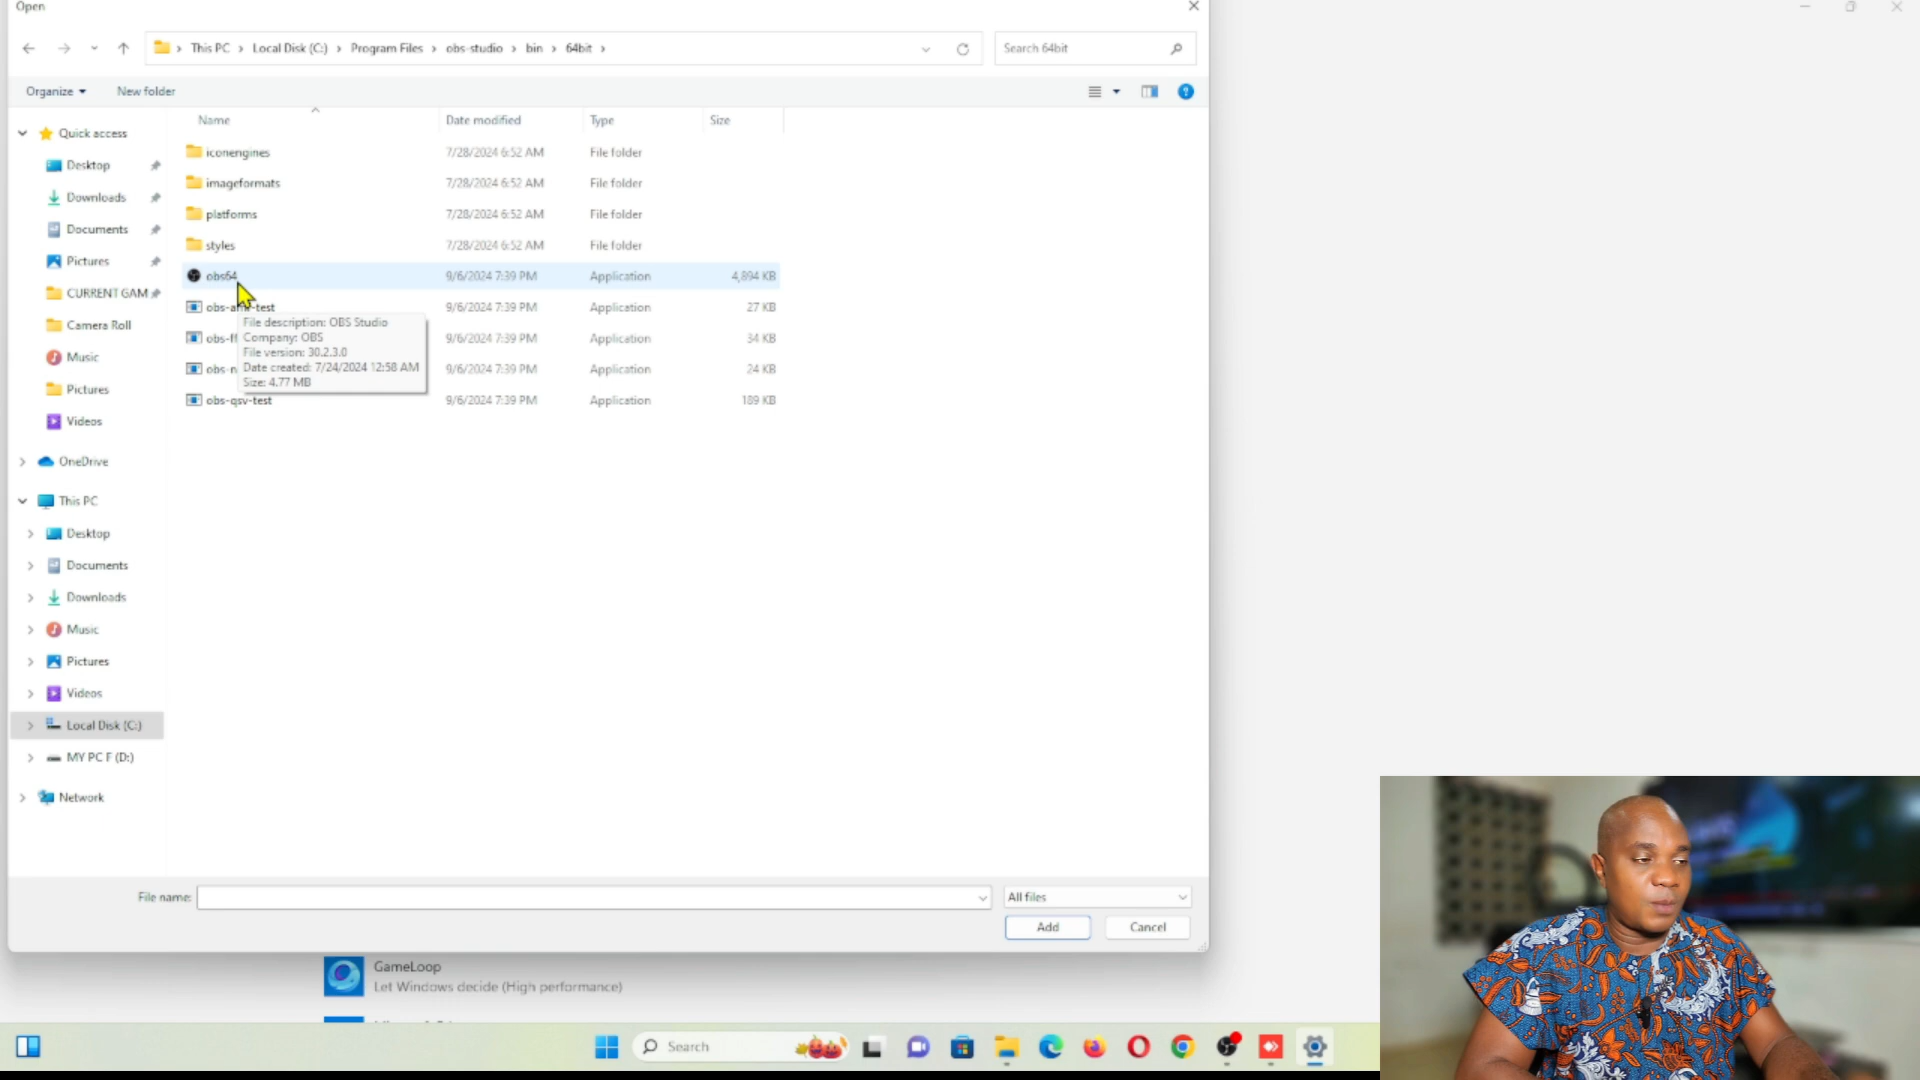 Open
This PC > Local Disk (C:) > Program Files > obs-studio > bin > 64bit >
Search 64bit
Organize
New folder
Name
Date modified
Type
Size
Quick access
Desktop
Downloads
Documents
Pictures
CURRENT GAM
Camera Roll
Music
Pictures
Videos
OneDrive
This PC
Desktop
Documents
Downloads
Music
Pictures
Videos
Local Disk (C:)
MY PC F (D:)
Network
iconengines 7/28/2024 6:52 AM File folder
imageformats 7/28/2024 6:52 AM File folder
platforms 7/28/2024 6:52 AM File folder
styles 7/28/2024 6:52 AM File folder
obs64 9/6/2024 7:39 PM Application 4,894 KB
9/6/2024 7:39 PM Application 27 KB
9/6/2024 7:39 PM Application 34 KB
9/6/2024 7:39 PM Application 24 KB
obs-qsv-test 9/6/2024 7:39 PM Application 189 KB
File description: OBS Studio
Company: OBS
File version: 30.2.3.0
Date created: 7/24/2024 12:58 AM
Size: 4.77 MB
File name:
All files
Add
Cancel
GameLoop
Let Windows decide (High performance)
Search